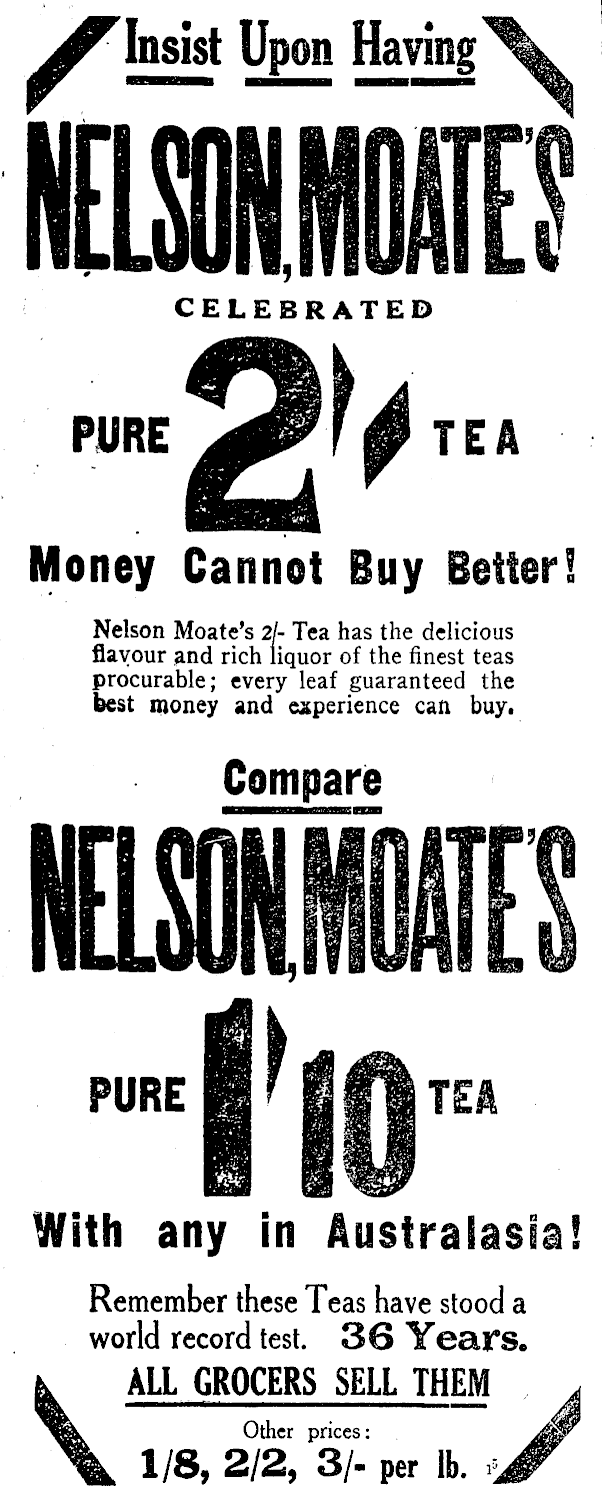 Insist Upon Having
NELSON, MOATE'S
CELEBRATED
PURE 2/- TEA
Money Cannot Buy Better!
Nelson Moate's 2/- Tea has the delicious
flavour and rich liquor of the finest teas
procurable; every leaf guaranteed the
best money and experience can buy.
Compare
NELSON, MOATE'S
PURE 1'10 TEA
With any in Australasia!
Remember these Teas have stood a
world record test. 36 Years.
ALL GROCERS SELL THEM
Other prices:
1/8, 2/2, 3/- per lb. 15